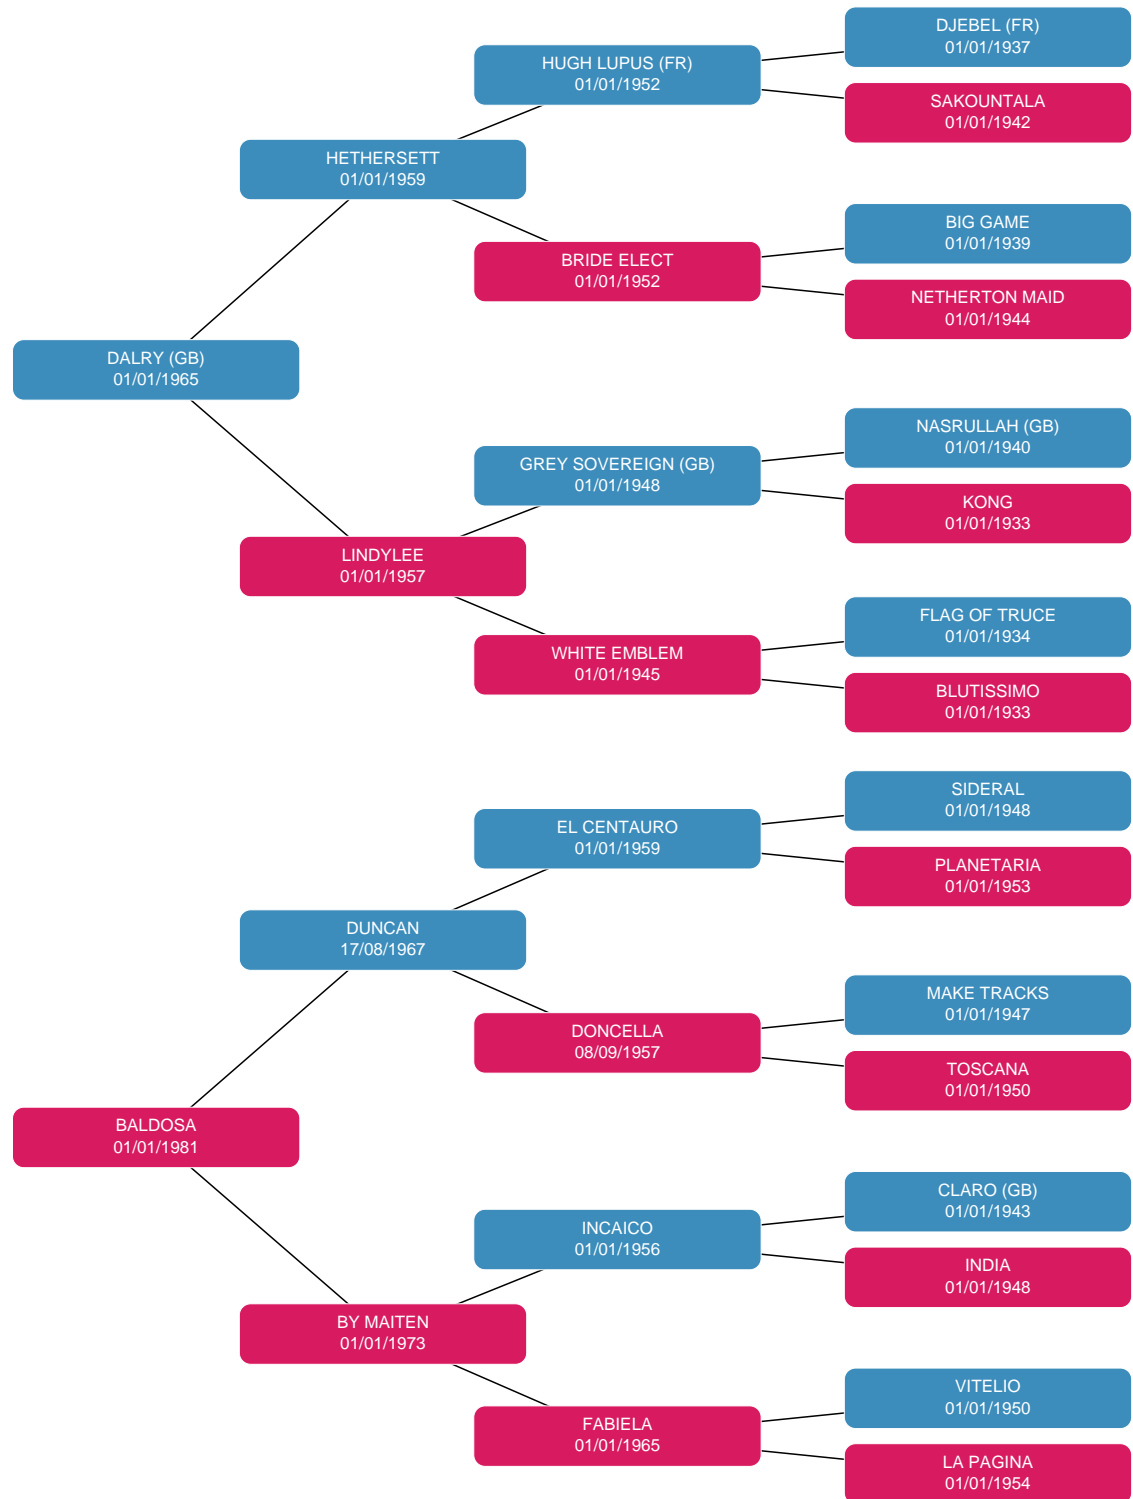 DJEBEL (FR)
01/01/1937
HUGH LUPUS (FR)
01/01/1952
SAKOUNTALA
01/01/1942
HETHERSETT
01/01/1959
BIG GAME
01/01/1939
BRIDE ELECT
01/01/1952
NETHERTON MAID
01/01/1944
DALRY (GB)
01/01/1965
NASRULLAH (GB)
01/01/1940
GREY SOVEREIGN (GB)
01/01/1948
KONG
01/01/1933
LINDYLEE
01/01/1957
FLAG OF TRUCE
01/01/1934
WHITE EMBLEM
01/01/1945
BLUTISSIMO
01/01/1933
SIDERAL
01/01/1948
EL CENTAURO
01/01/1959
PLANETARIA
01/01/1953
DUNCAN
17/08/1967
MAKE TRACKS
01/01/1947
DONCELLA
08/09/1957
TOSCANA
01/01/1950
BALDOSA
01/01/1981
CLARO (GB)
01/01/1943
INCAICO
01/01/1956
INDIA
01/01/1948
BY MAITEN
01/01/1973
VITELIO
01/01/1950
FABIELA
01/01/1965
LA PAGINA
01/01/1954